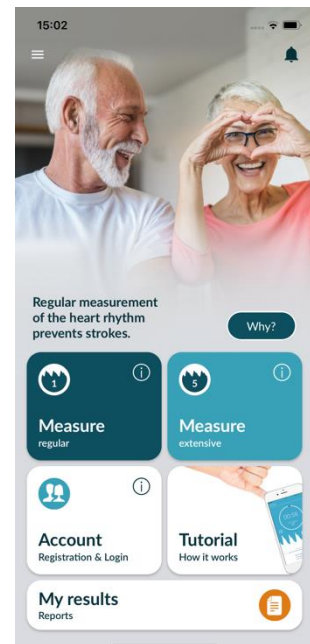 15:02
Regular measurement
of the heart rhythm
prevents strokes.
Why?
1
Measure
regular
5
Measure
extensive
Account
Registration & Login
Tutorial
How it works
My results
Reports